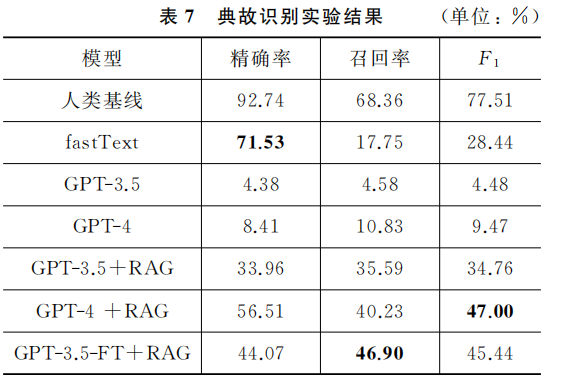 表 7 典故识别实验结果 (单位: %)
模型 精确率 召回率 F1
人类基线 92.74 68.36 77.51
fastText 71.53 17.75 28.44
GPT-3.5 4.38 4.58 4.48
GPT-4 8.41 10.83 9.47
GPT-3.5+RAG 33.96 35.59 34.76
GPT-4 +RAG 56.51 40.23 47.00
GPT-3.5-FT+RAG 44.07 46.90 45.44